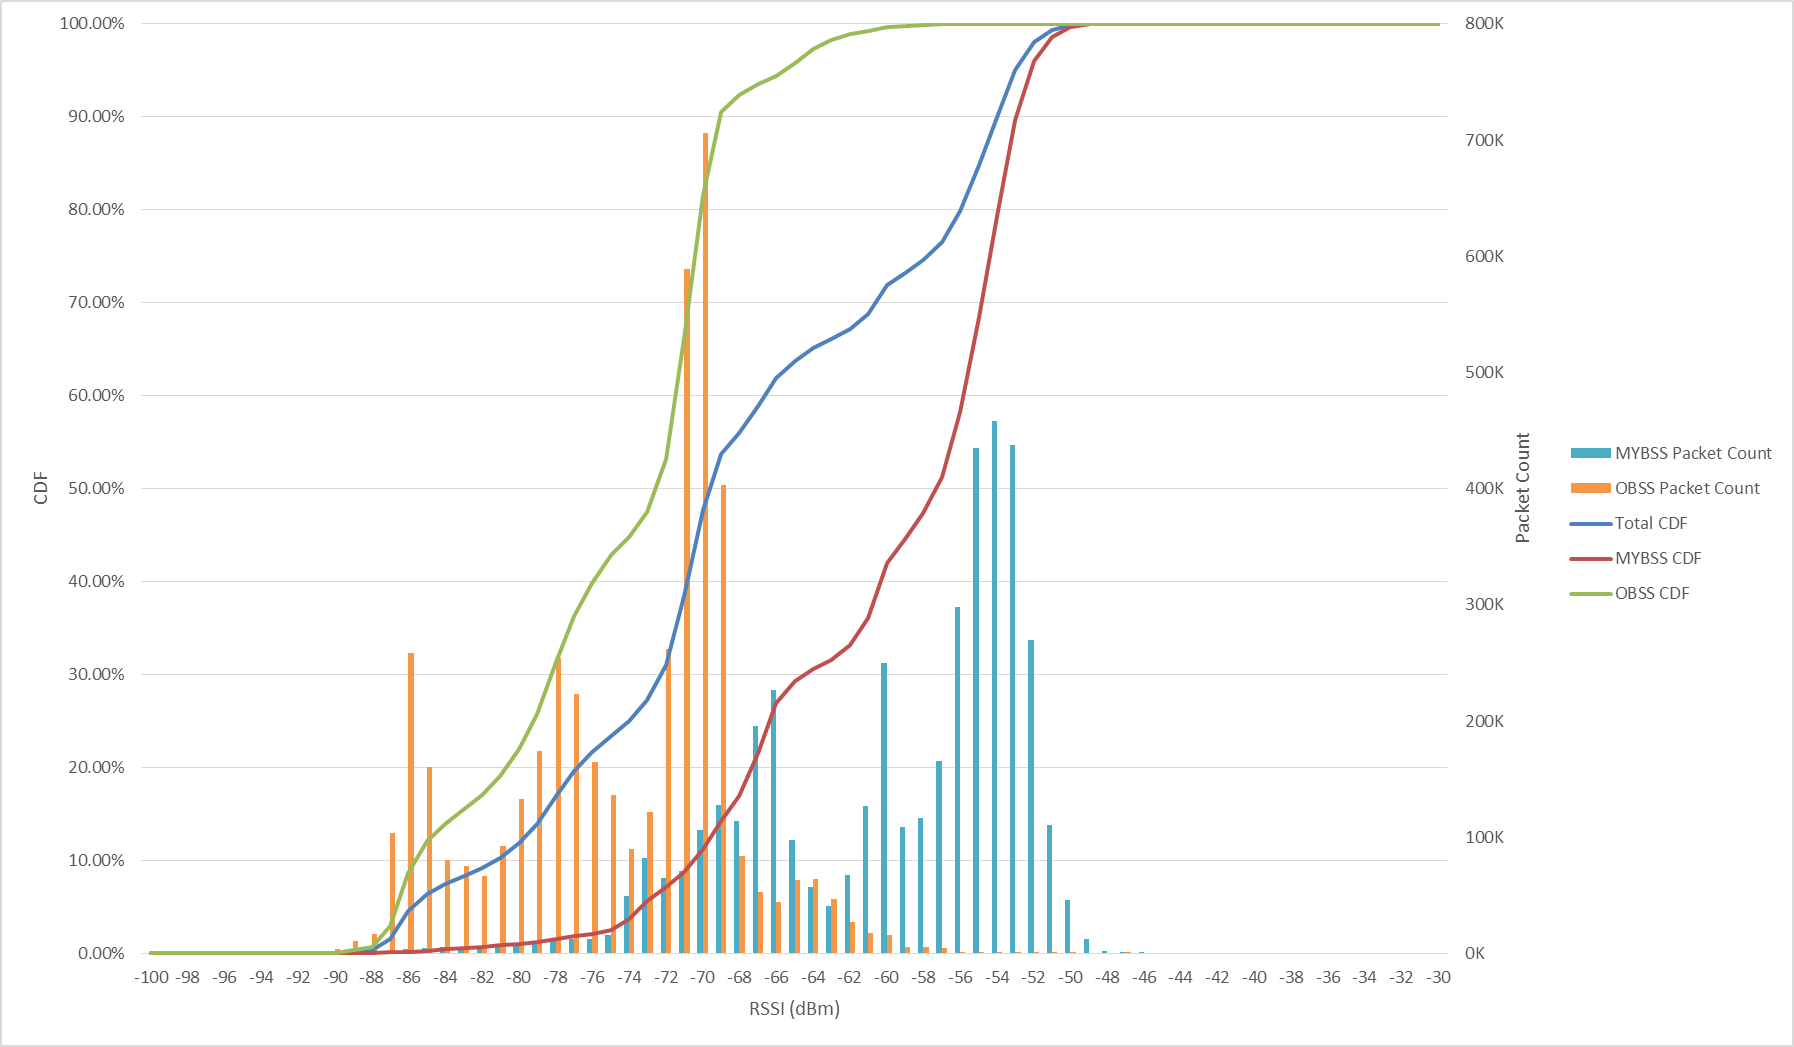 100.00%
90.00%
80.00%
70.00%
60.00%
50.00%
40.00%
30.00%
20.00%
10.00%
0.00%
CDF
800K
700K
600K
500K
400K
300K
200K
100K
0K
Packet Count
-100 -98 -96 -94 -92 -90 -88 -86 -84 -82 -80 -78 -76 -74 -72 -70 -68 -66 -64 -62 -60 -58 -56 -54 -52 -50 -48 -46 -44 -42 -40 -38 -36 -34 -32 -30
RSSI (dBm)
MYBSS Packet Count
OBSS Packet Count
Total CDF
MYBSS CDF
OBSS CDF